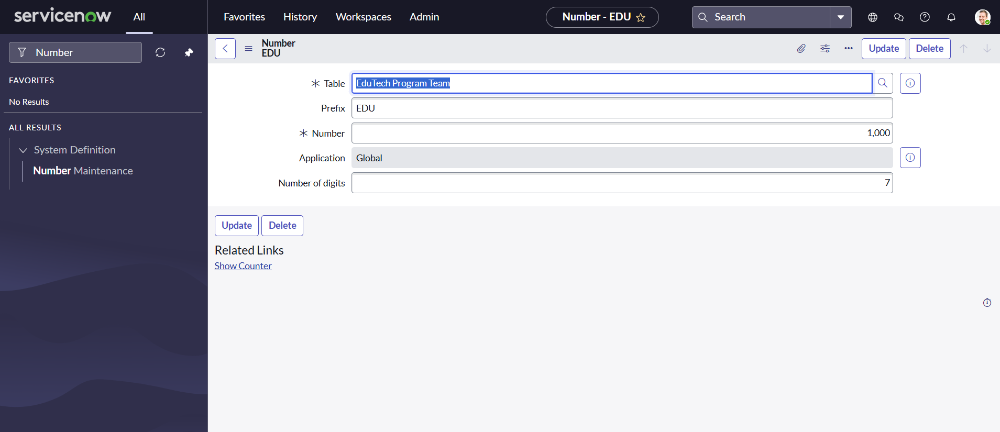 servicenow
All
Favorites
History
Workspaces
Admin
Number - EDU
Search
Number
FAVORITES
No Results
ALL RESULTS
System Definition
Number Maintenance
Number
EDU
Update
Delete
Table
EduTech Program Team
Prefix
EDU
Number
1,000
Application
Global
Number of digits
7
Update
Delete
Related Links
Show Counter